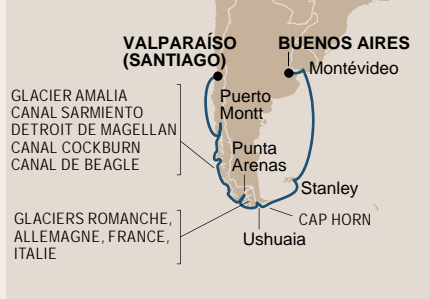 VALPARAÍSO
(SANTIAGO)
BUENOS AIRES
Montévideo
GLACIER AMALIA
CANAL SARMIENTO
DETROIT DE MAGELLAN
CANAL COCKBURN
CANAL DE BEAGLE
Puerto
Montt
Punta
Arenas
Stanley
GLACIERS ROMANCHE,
ALLEMAGNE, FRANCE,
ITALIE
CAP HORN
Ushuaia